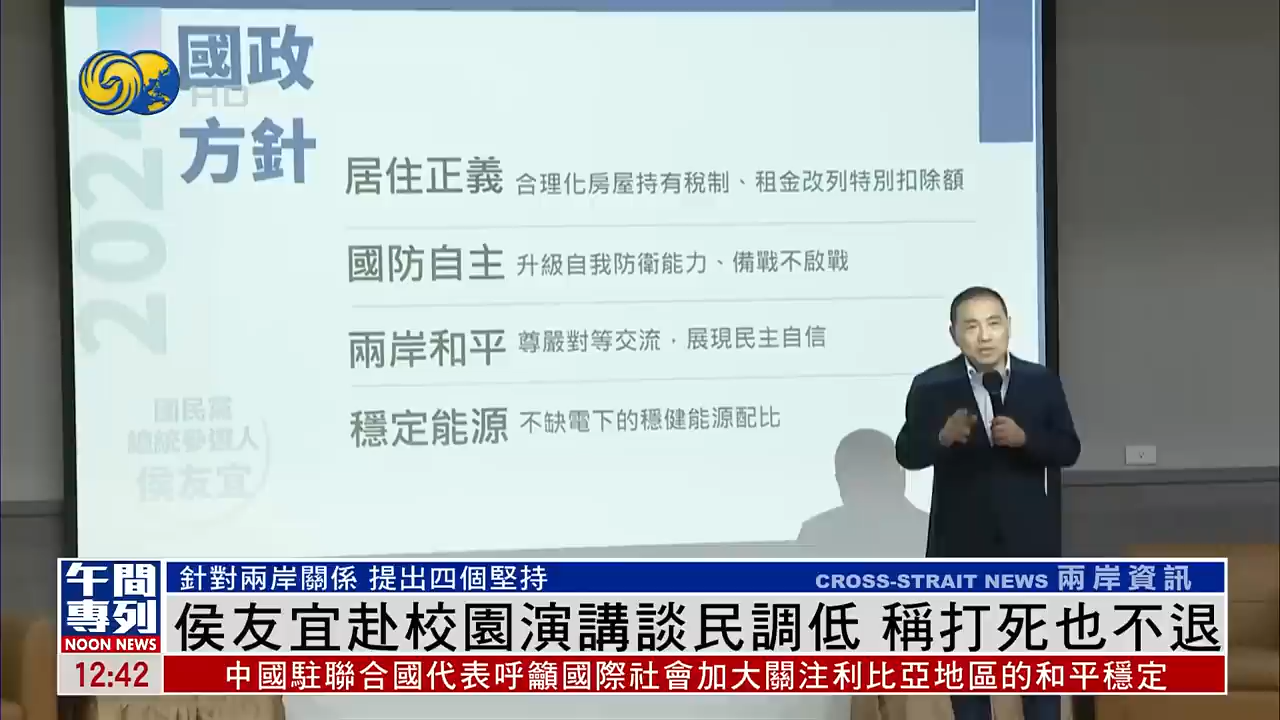 國政
方針
HD
2024
居住正義 合理化房屋持有稅制、租金改列特別扣除額
國防自主 升級自我防衛能力、備戰不啟戰
兩岸和平 尊嚴對等交流，展現民主自信
穩定能源 不缺電下的穩健能源配比
國民黨
總統參選人
侯友宜
午間
專列
NOON NEWS
12:42
針對兩岸關係 提出四個堅持
CROSS-STRAIT NEWS 兩岸資訊
侯友宜赴校園演講談民調低 稱打死也不退
中國駐聯合國代表呼籲國際社會加大關注利比亞地區的和平穩定